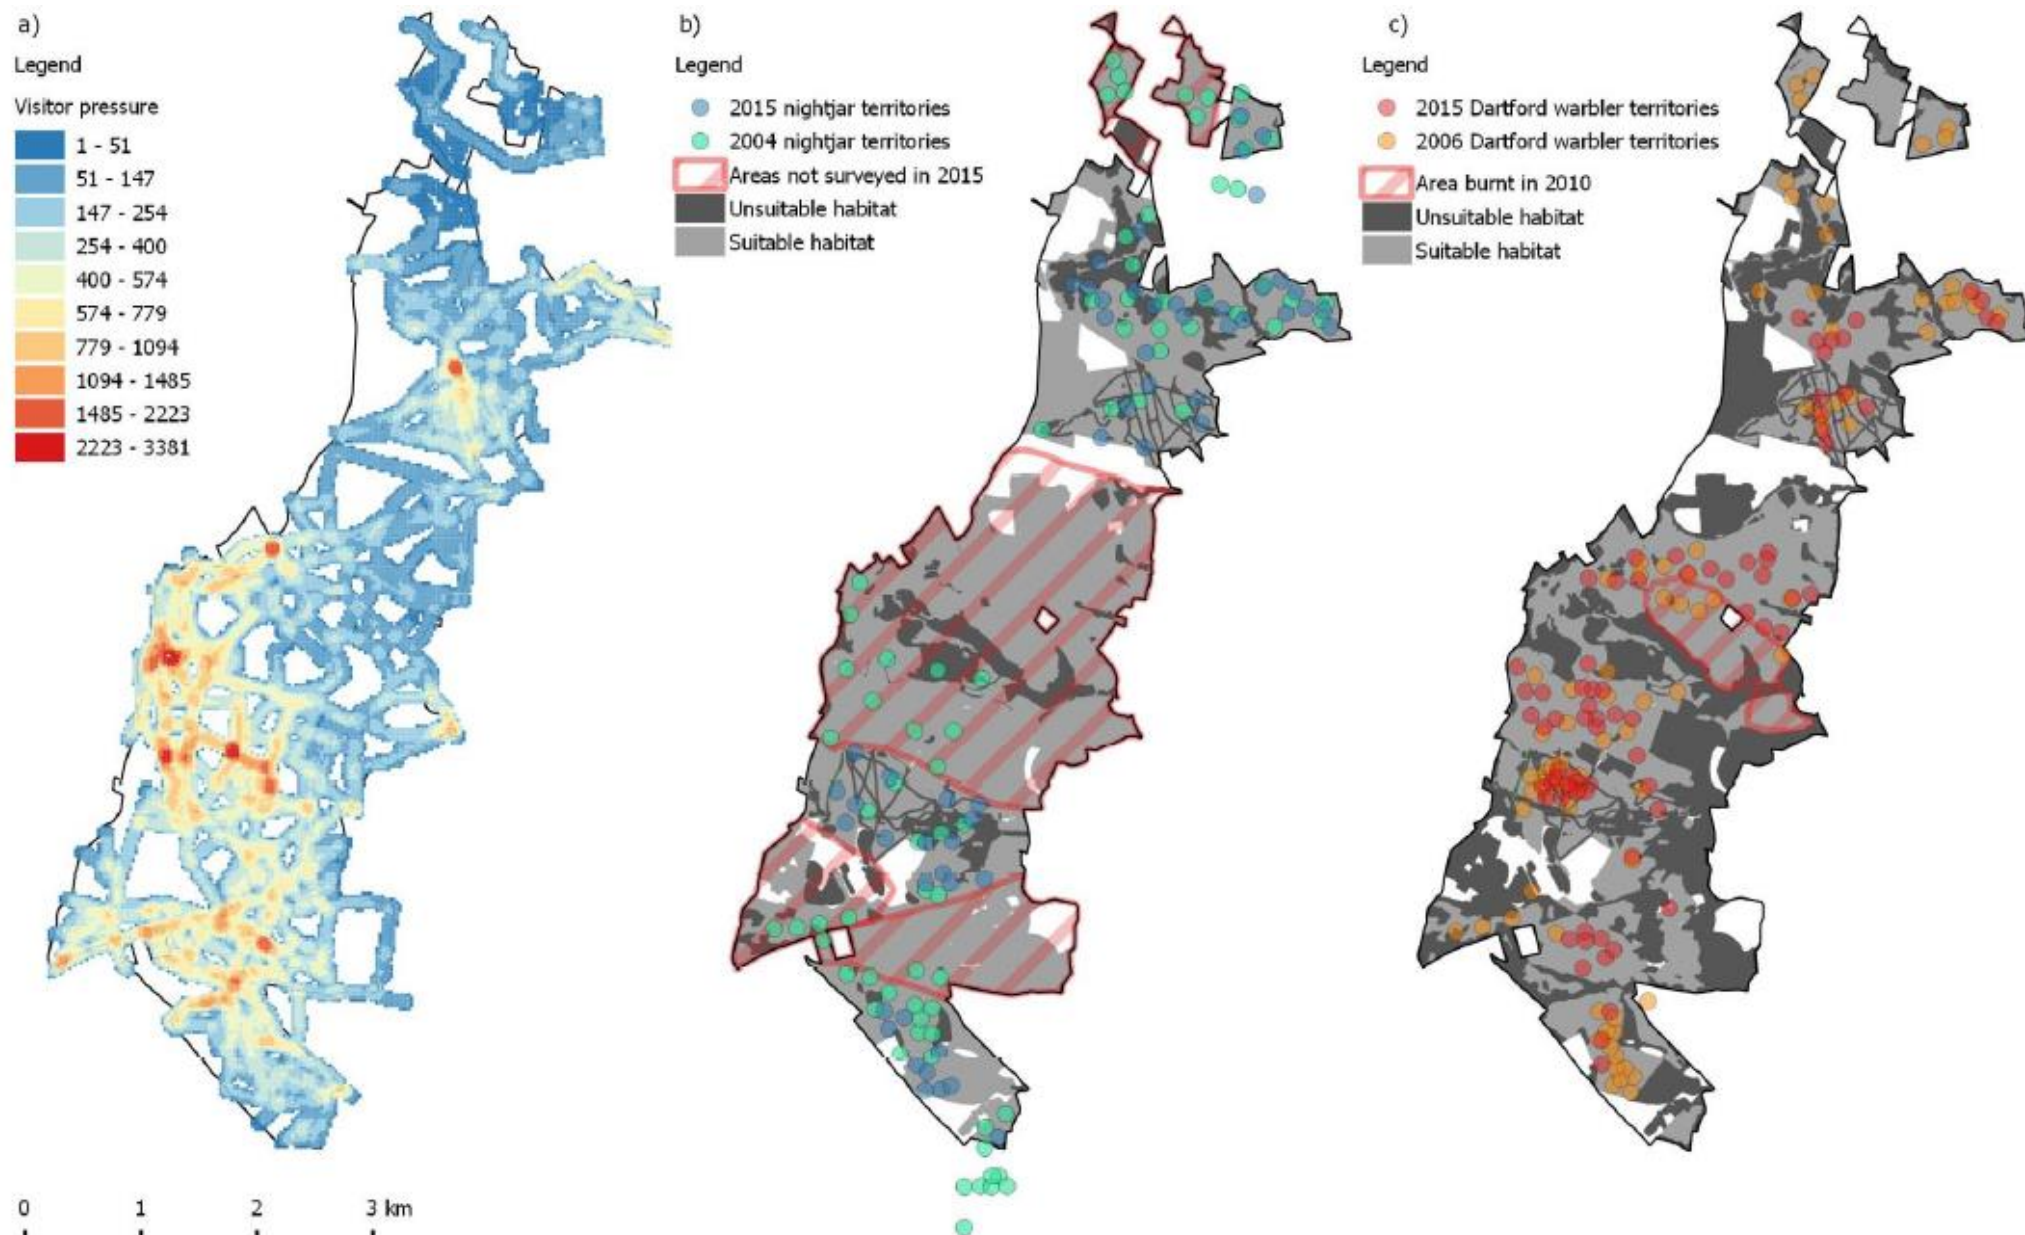 a)
Legend
Visitor pressure
1 - 51
51 - 147
147 - 254
254 - 400
400 - 574
574 - 779
779 - 1094
1094 - 1485
1485 - 2223
2223 - 3381
0 1 2 3 km
b)
Legend
2015 nightjar territories
2004 nightjar territories
Areas not surveyed in 2015
Unsuitable habitat
Suitable habitat
c)
Legend
2015 Dartford warbler territories
2006 Dartford warbler territories
Area burnt in 2010
Unsuitable habitat
Suitable habitat